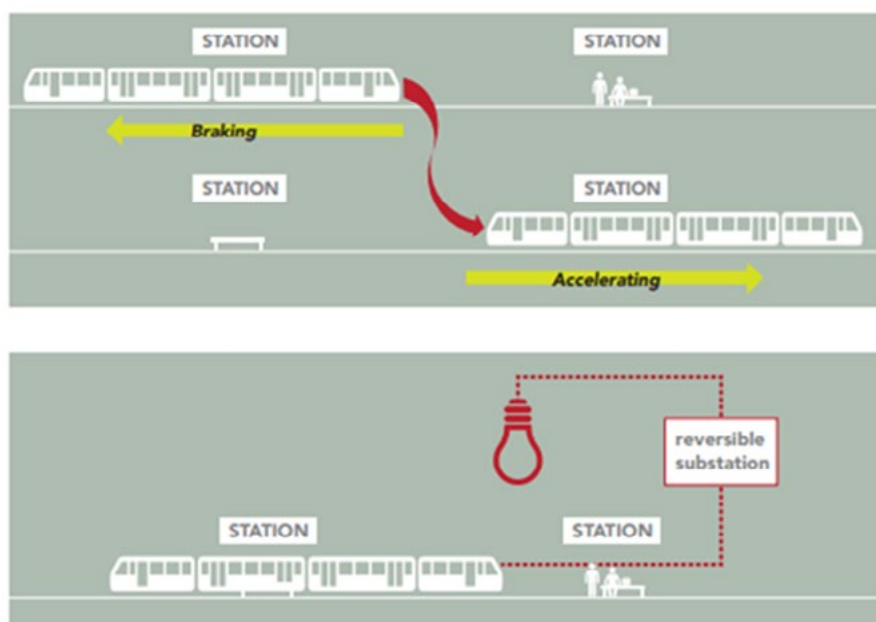 STATION
STATION
Braking
STATION
STATION
Accelerating
reversible
substation
STATION
STATION